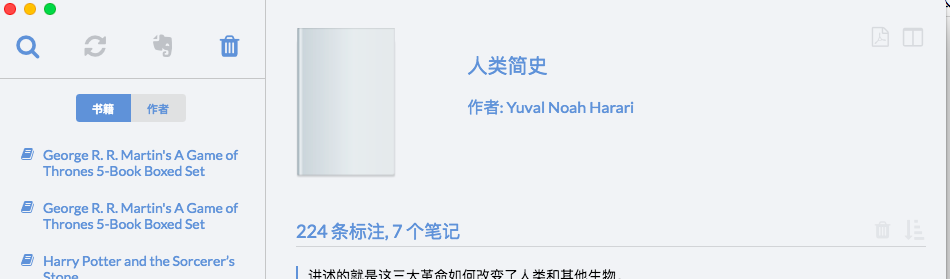 书籍
作者
George R. R. Martin's A Game of
Thrones 5-Book Boxed Set
George R. R. Martin's A Game of
Thrones 5-Book Boxed Set
Harry Potter and the Sorcerer's
Stone
人类简史
作者: Yuval Noah Harari
224 条标注, 7 个笔记
讲述的就是这三大革命如何改变了人类和其他生物。